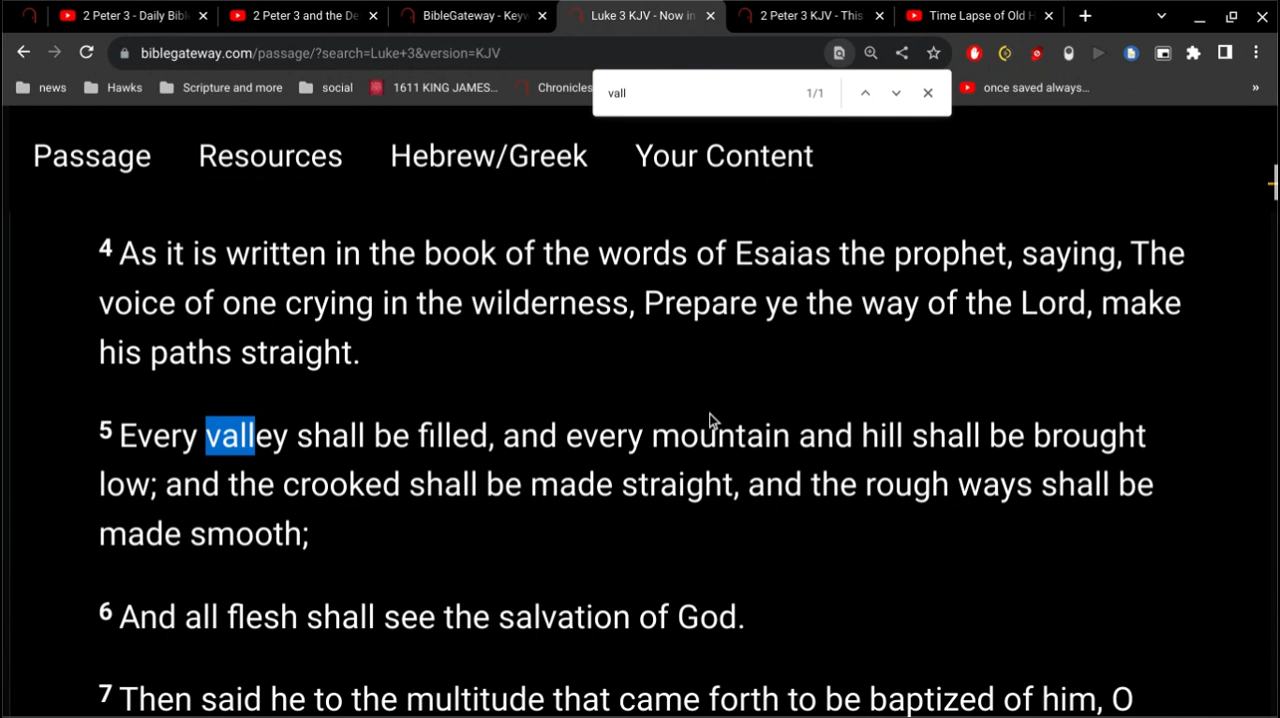 2 Peter 3 - Daily Bibl
2 Peter 3 and the De
BibleGateway - Keyw
Luke 3 KJV - Now in
2 Peter 3 KJV - This
Time Lapse of Old H
biblegateway.com/passage/?search=Luke+3&version=KJV
news
Hawks
Scripture and more
social
1611 KING JAMES...
Chronicles
once saved always...
»
vall
1/1
Passage
Resources
Hebrew/Greek
Your Content
4 As it is written in the book of the words of Esaias the prophet, saying, The
voice of one crying in the wilderness, Prepare ye the way of the Lord, make
his paths straight.
5 Every valley shall be filled, and every mountain and hill shall be brought
low; and the crooked shall be made straight, and the rough ways shall be
made smooth;
6 And all flesh shall see the salvation of God.
7 Then said he to the multitude that came forth to be baptized of him, O